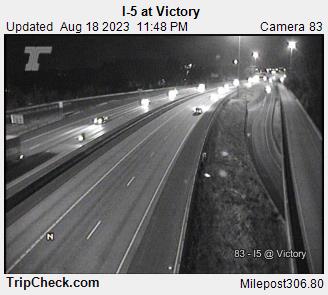 I-5 at Victory
Updated Aug 18 2023 11:48 PM Camera 83
T
N
83 - I5 @ Victory
TripCheck.com Milepost306.80